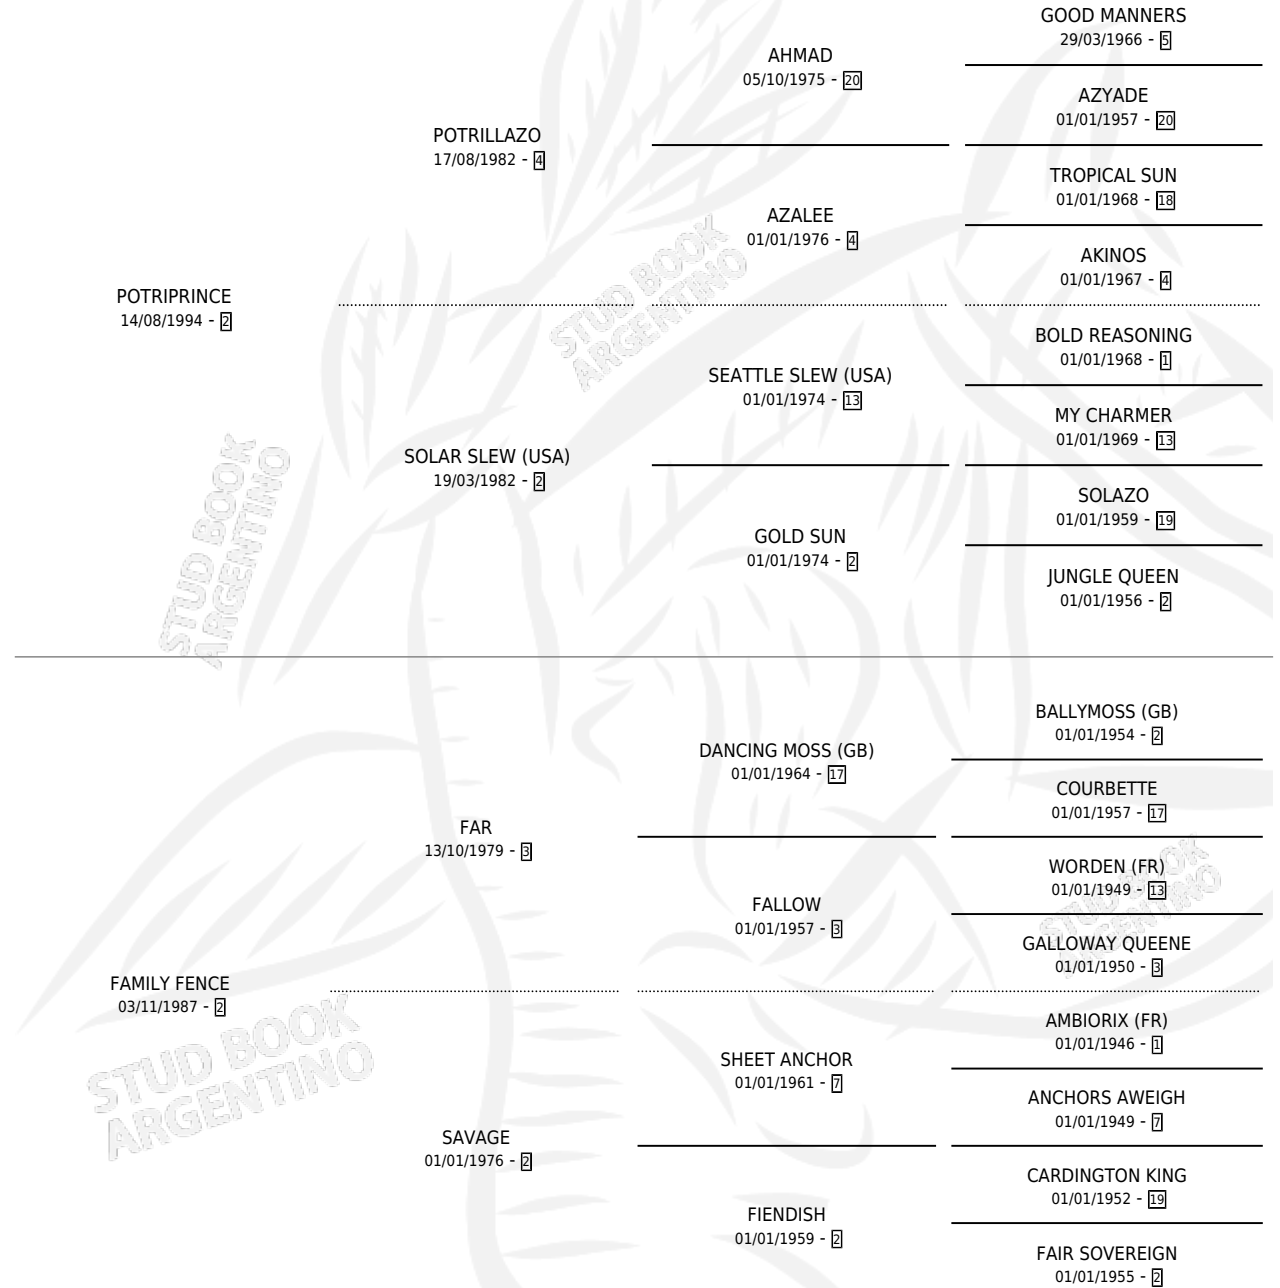 GOOD MANNERS
29/03/1966 - 5
AHMAD
05/10/1975 - 20
AZYADE
01/01/1957 - 20
POTRILLAZO
17/08/1982 - 4
TROPICAL SUN
01/01/1968 - 18
AZALEE
01/01/1976 - 4
AKINOS
01/01/1967 - 4
POTRIPRINCE
14/08/1994 - 2
STUD BOOK
ARGENTINO
BOLD REASONING
01/01/1968 - 1
SEATTLE SLEW (USA)
01/01/1974 - 13
MY CHARMER
01/01/1969 - 13
SOLAR SLEW (USA)
19/03/1982 - 2
SOLAZO
01/01/1959 - 19
GOLD SUN
01/01/1974 - 2
JUNGLE QUEEN
01/01/1956 - 2
STUD BOOK
ARGENTINO
BALLYMOSS (GB)
01/01/1954 - 2
DANCING MOSS (GB)
01/01/1964 - 17
COURBETTE
01/01/1957 - 17
FAR
13/10/1979 - 3
WORDEN (FR)
01/01/1949 - 13
FALLOW
01/01/1957 - 3
GALLOWAY QUEENE
01/01/1950 - 3
STUD BOOK
ARGENTINO
FAMILY FENCE
03/11/1987 - 2
AMBIORIX (FR)
01/01/1946 - 1
SHEET ANCHOR
01/01/1961 - 7
ANCHORS AWEIGH
01/01/1949 - 7
STUD BOOK
ARGENTINO
SAVAGE
01/01/1976 - 2
CARDINGTON KING
01/01/1952 - 19
FIENDISH
01/01/1959 - 2
FAIR SOVEREIGN
01/01/1955 - 2